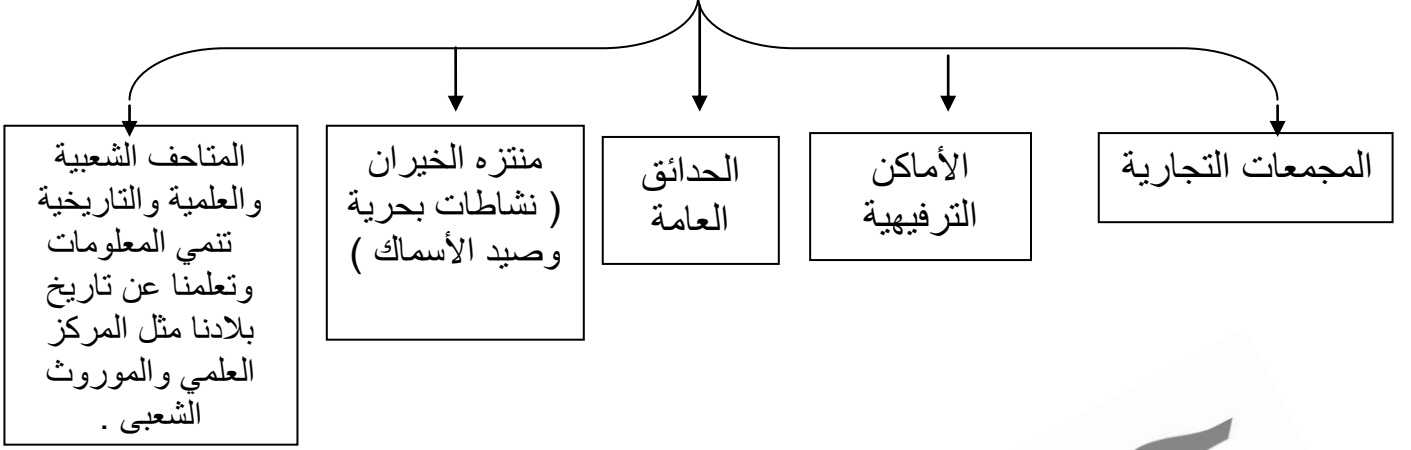 المجمعات التجارية
الأماكن
الترفيهية
الحدائق
العامة
منتزه الخيران
( نشاطات بحرية
وصيد الأسماك )
المتاحف الشعبية
والعلمية والتاريخية
تنمي المعلومات
وتعلمنا عن تاريخ
بلادنا مثل المركز
العلمي والموروث
الشعبي .